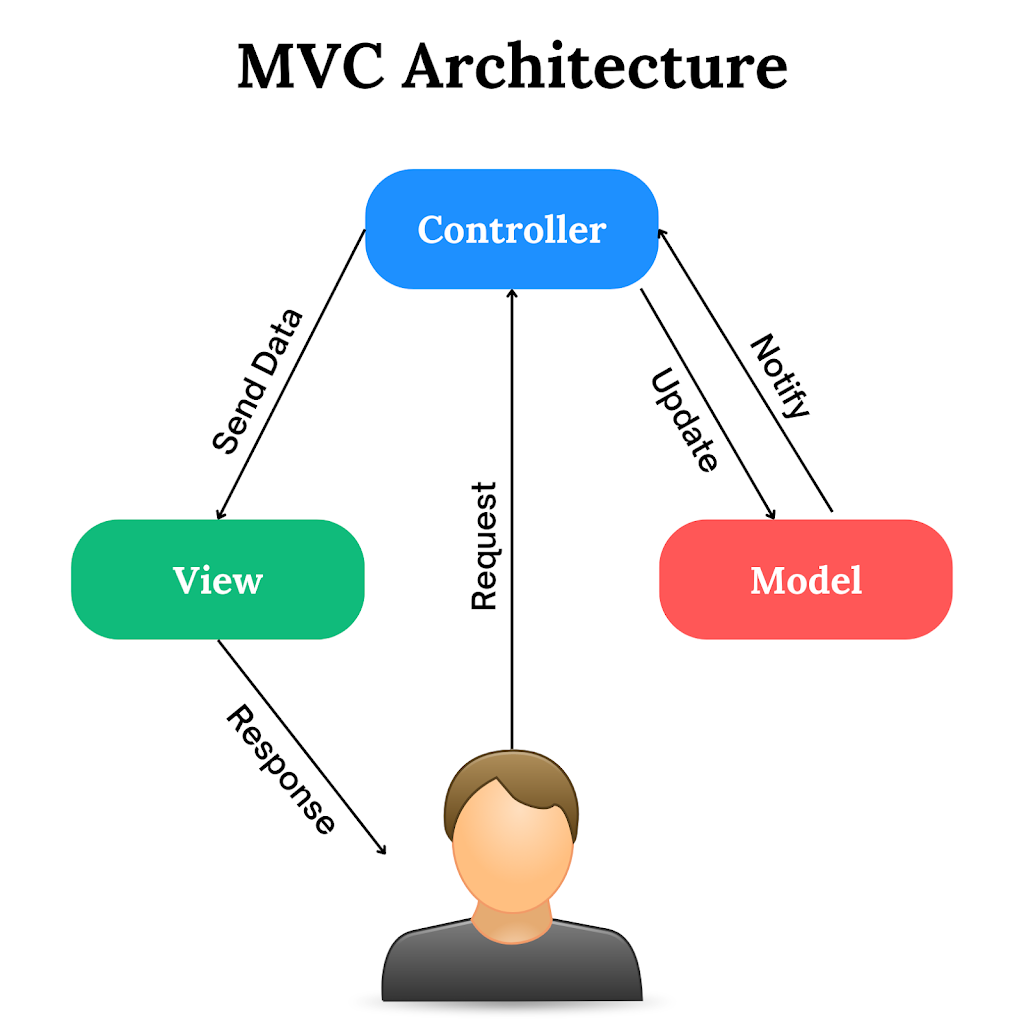 MVC Architecture
Controller
Send Data
Notify
Update
Request
View
Model
Response